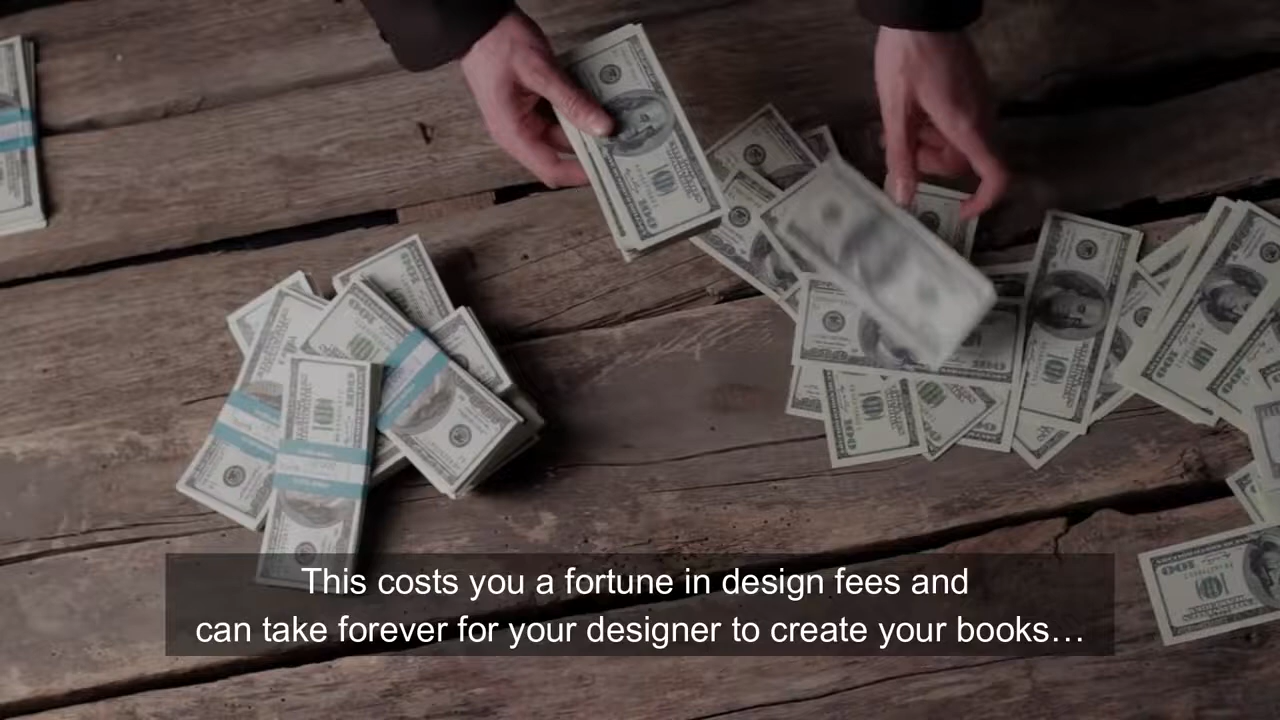 This costs you a fortune in design fees and
can take forever for your designer to create your books…